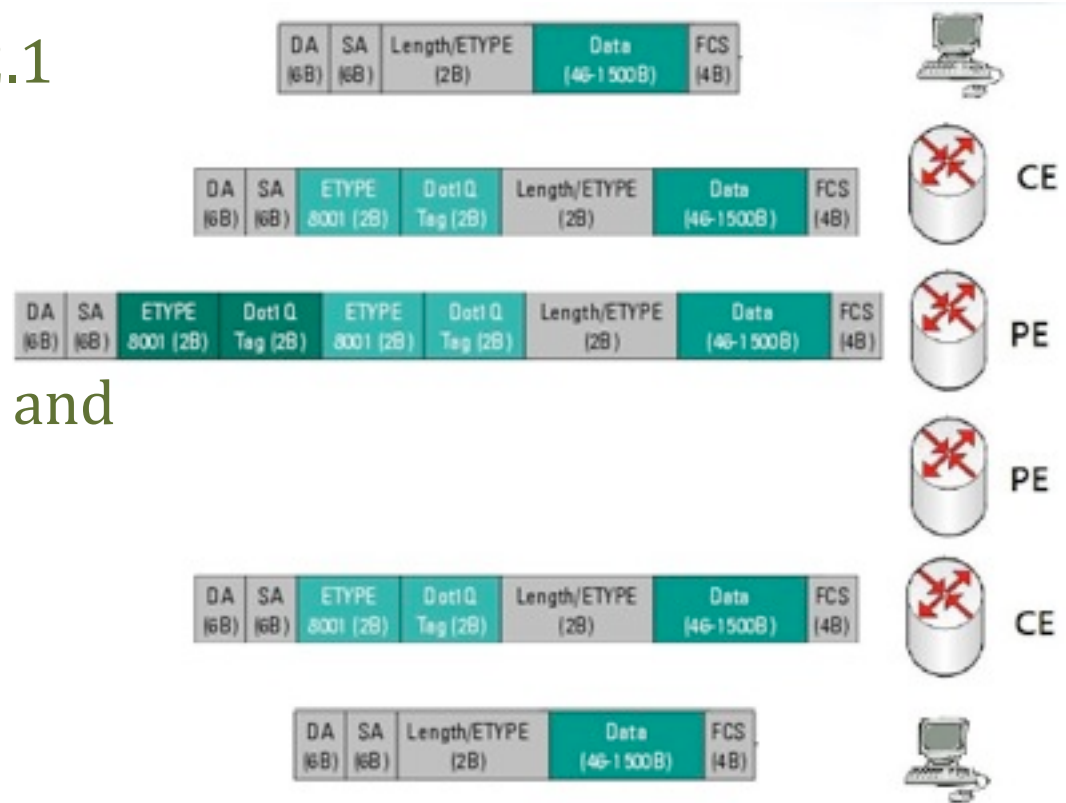 .1
DA SA Length/ETYPE Data FCS
(6B) (6B) (2B) (46-1500B) (4B)
DA SA ETYPE Dot1Q Length/ETYPE Data FCS
(6B) (6B) 8001 (2B) Tag (2B) (2B) (46-1500B) (4B)
CE
DA SA ETYPE Dot1Q ETYPE Dot1Q Length/ETYPE Data FCS
(6B) (6B) 8001 (2B) Tag (2B) 8001 (2B) Tag (2B) (2B) (46-1500B) (4B)
PE
and
PE
DA SA ETYPE Dot1Q Length/ETYPE Data FCS
(6B) (6B) 8001 (2B) Tag (2B) (2B) (46-1500B) (4B)
CE
DA SA Length/ETYPE Data FCS
(6B) (6B) (2B) (46-1500B) (4B)